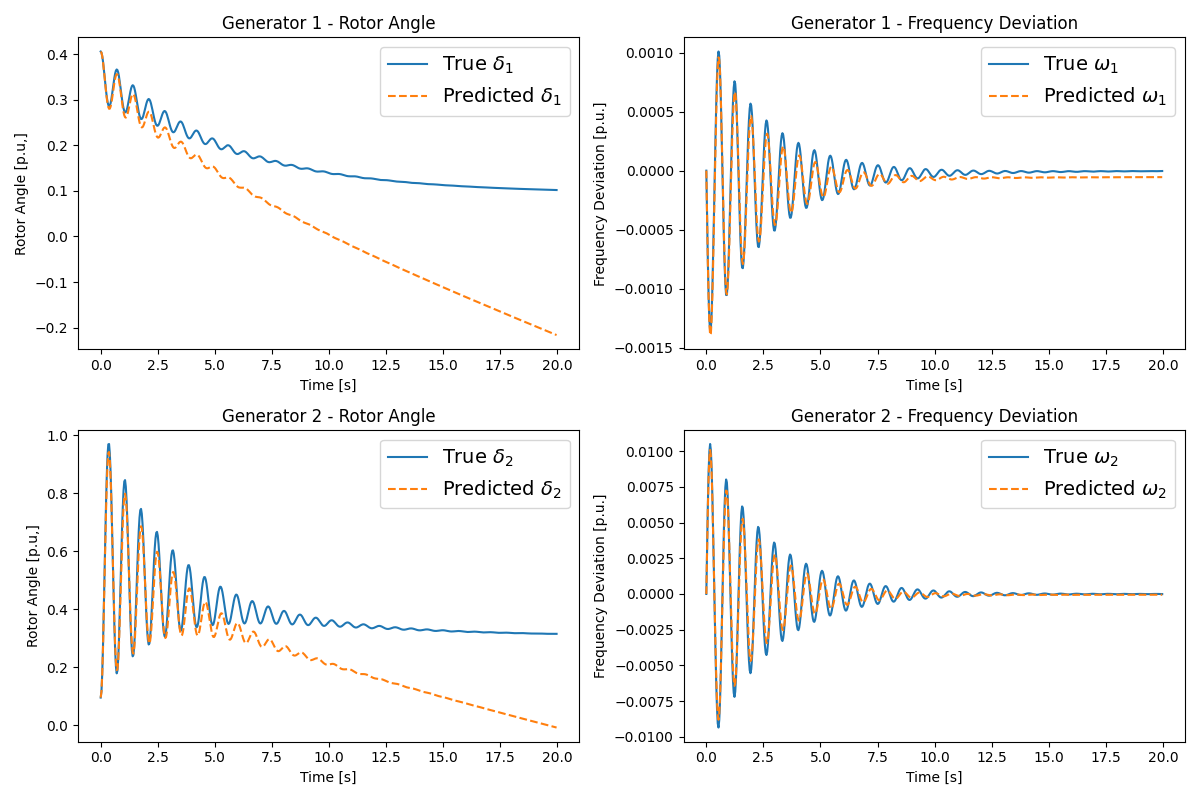 Generator 1 - Rotor Angle
True δ₁
Predicted δ₁
Rotor Angle [p.u,]
0.4
0.3
0.2
0.1
0.0
−0.1
−0.2
0.0 2.5 5.0 7.5 10.0 12.5 15.0 17.5 20.0
Time [s]
Generator 1 - Frequency Deviation
True ω₁
Predicted ω₁
Frequency Deviation [p.u.]
0.0010
0.0005
0.0000
−0.0005
−0.0010
−0.0015
0.0 2.5 5.0 7.5 10.0 12.5 15.0 17.5 20.0
Time [s]
Generator 2 - Rotor Angle
True δ₂
Predicted δ₂
Rotor Angle [p.u,]
1.0
0.8
0.6
0.4
0.2
0.0
0.0 2.5 5.0 7.5 10.0 12.5 15.0 17.5 20.0
Time [s]
Generator 2 - Frequency Deviation
True ω₂
Predicted ω₂
Frequency Deviation [p.u.]
0.0100
0.0075
0.0050
0.0025
0.0000
−0.0025
−0.0050
−0.0075
−0.0100
0.0 2.5 5.0 7.5 10.0 12.5 15.0 17.5 20.0
Time [s]